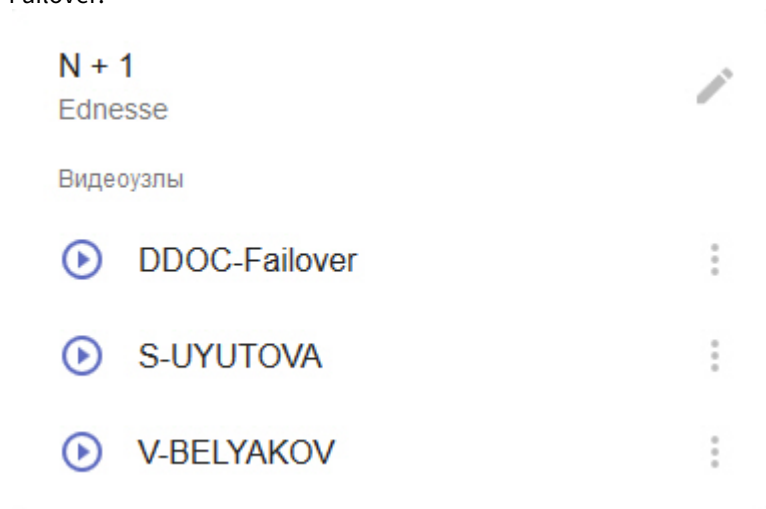 Failover.
N + 1
Ednesse
Видеоузлы
DDOC-Failover
S-UYUTOVA
V-BELYAKOV